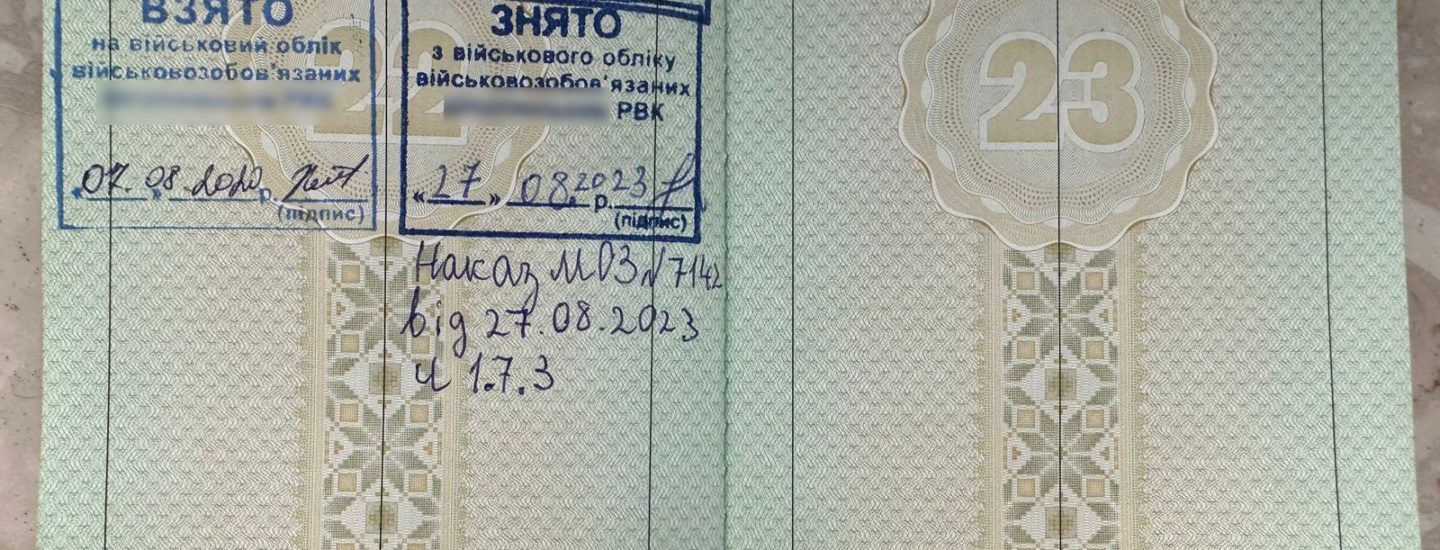 ВЗЯТО
на військовий облік
військовозобов'язаних
«07» 08.2020 р.
(підпис)
ЗНЯТО
з військового обліку
військовозобов'язаних
РВК
«27» 08.2023 р.
(підпис)
Наказ МОЗ №7142
від 27.08.2023
ч 1.7.3
22
23